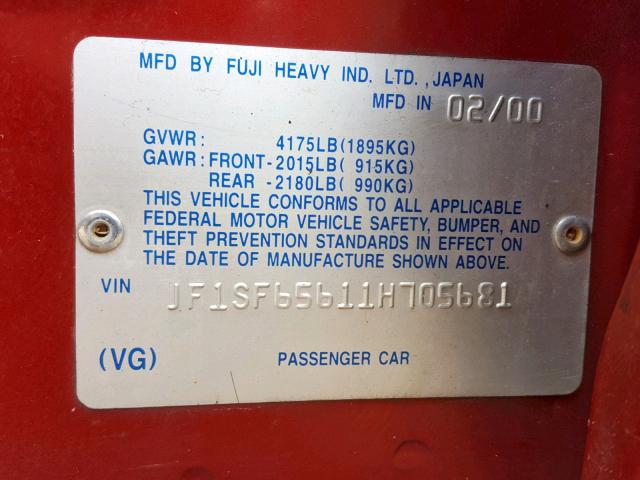 MFD BY FUJI HEAVY IND. LTD., JAPAN
MFD IN 02/00
GVWR: 4175LB(1895KG)
GAWR: FRONT-2015LB( 915KG)
REAR -2180LB( 990KG)
THIS VEHICLE CONFORMS TO ALL APPLICABLE
FEDERAL MOTOR VEHICLE SAFETY, BUMPER, AND
THEFT PREVENTION STANDARDS IN EFFECT ON
THE DATE OF MANUFACTURE SHOWN ABOVE.
VIN JF1SF65611H705681
(VG) PASSENGER CAR